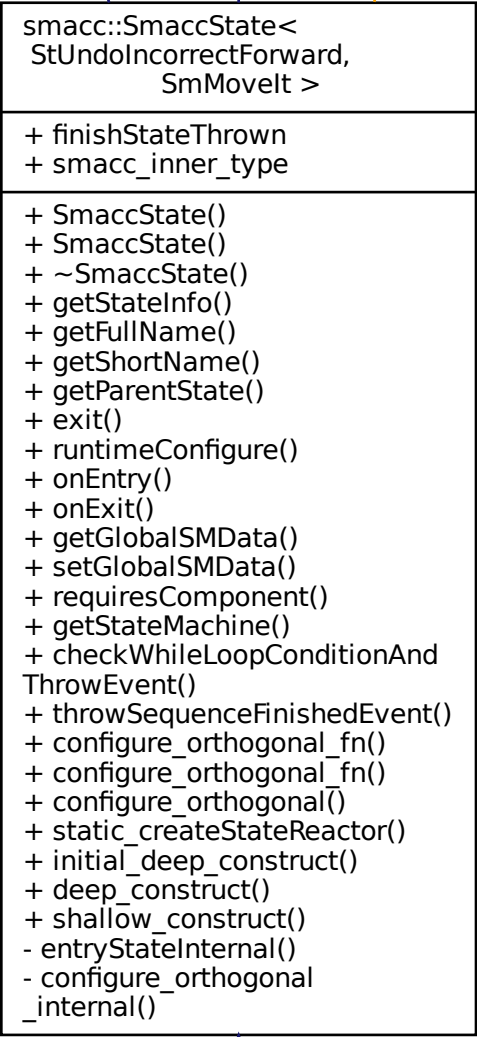 smacc::SmaccState<
StUndoIncorrectForward,
SmMoveIt >
+ finishStateThrown
+ smacc_inner_type
+ SmaccState()
+ SmaccState()
+ ~SmaccState()
+ getStateInfo()
+ getFullName()
+ getShortName()
+ getParentState()
+ exit()
+ runtimeConfigure()
+ onEntry()
+ onExit()
+ getGlobalSMData()
+ setGlobalSMData()
+ requiresComponent()
+ getStateMachine()
+ checkWhileLoopConditionAnd
ThrowEvent()
+ throwSequenceFinishedEvent()
+ configure_orthogonal_fn()
+ configure_orthogonal_fn()
+ configure_orthogonal()
+ static_createStateReactor()
+ initial_deep_construct()
+ deep_construct()
+ shallow_construct()
- entryStateInternal()
- configure_orthogonal
_internal()